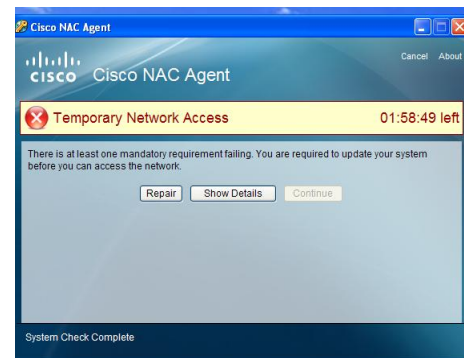 Cisco NAC Agent
Cancel About
CISCO Cisco NAC Agent
Temporary Network Access 01:58:49 left
There is at least one mandatory requirement failing. You are required to update your system
before you can access the network.
Repair Show Details Continue
System Check Complete